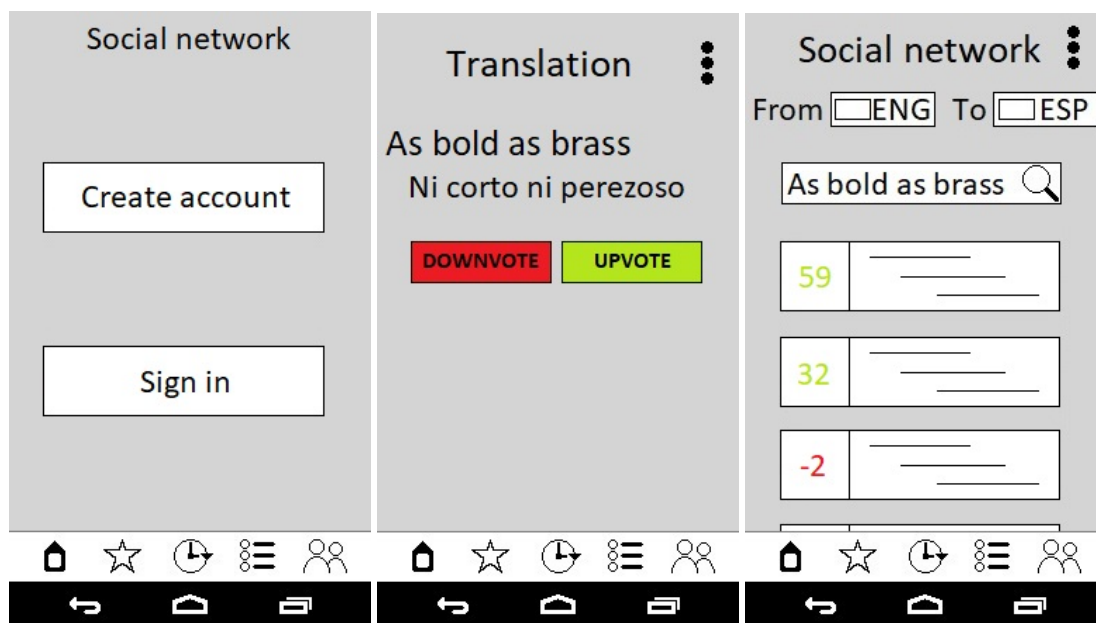 Social network
Create account
Sign in
Translation
As bold as brass
Ni corto ni perezoso
DOWNVOTE UPVOTE
Social network
From ENG To ESP
As bold as brass
59
32
-2